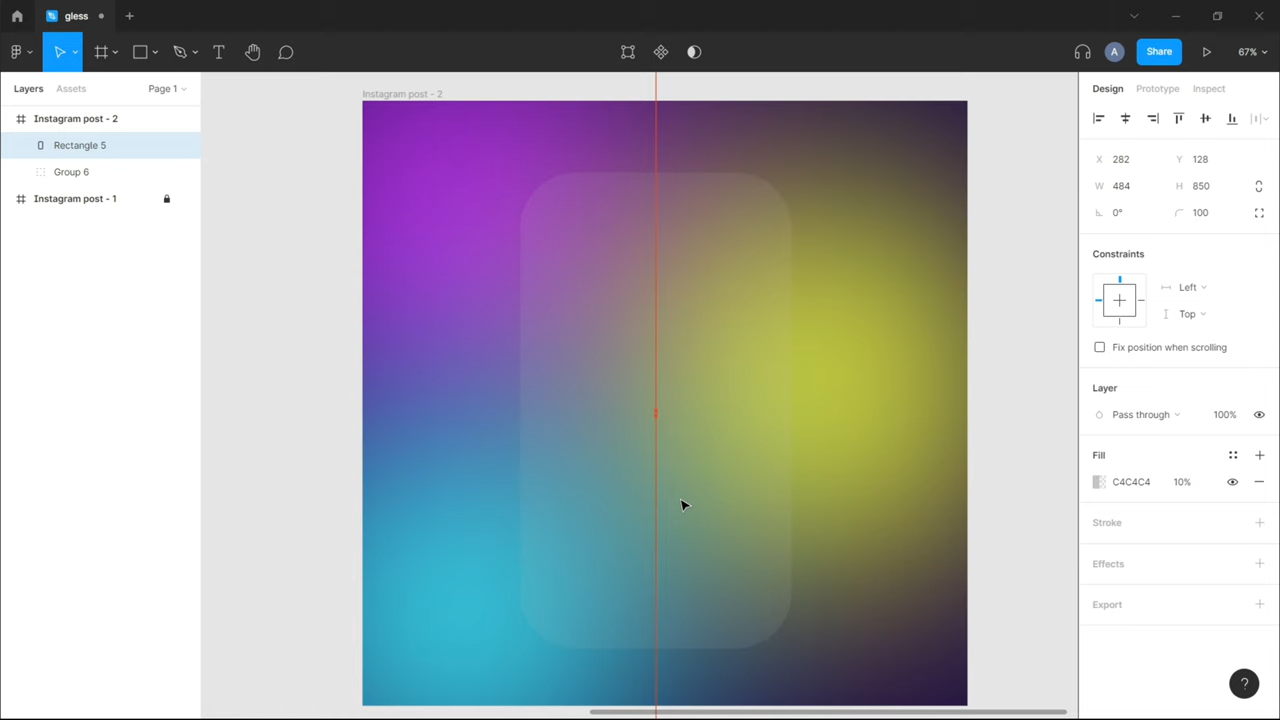 gless
A
Share
67%
Layers
Assets
Page 1
Instagram post - 2
Rectangle 5
Group 6
Instagram post - 1
Instagram post - 2
Design
Prototype
Inspect
X 282 Y 128
W 484 H 850
0° 100
Constraints
Left
Top
Fix position when scrolling
Layer
Pass through 100%
Fill
C4C4C4 10%
Stroke
Effects
Export
?